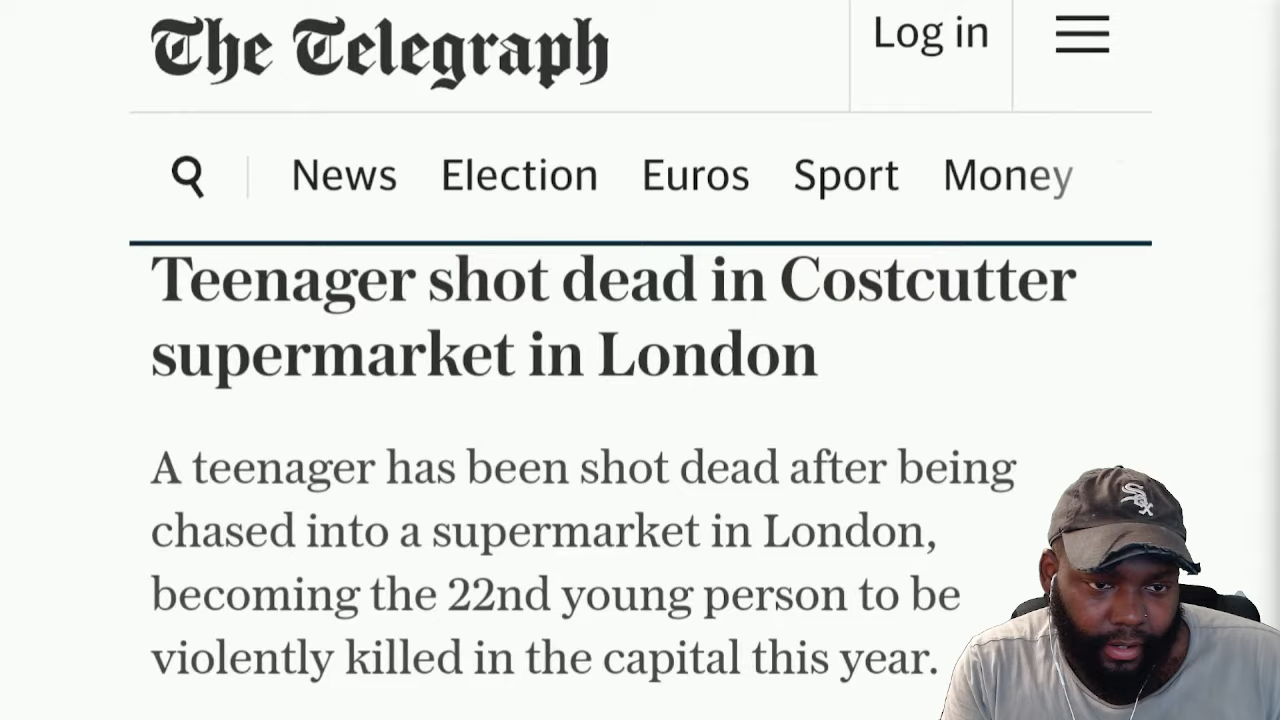 The Telegraph
Log in
News Election Euros Sport Money
Teenager shot dead in Costcutter
supermarket in London
A teenager has been shot dead after being
chased into a supermarket in London,
becoming the 22nd young person to be
violently killed in the capital this year.
Sox